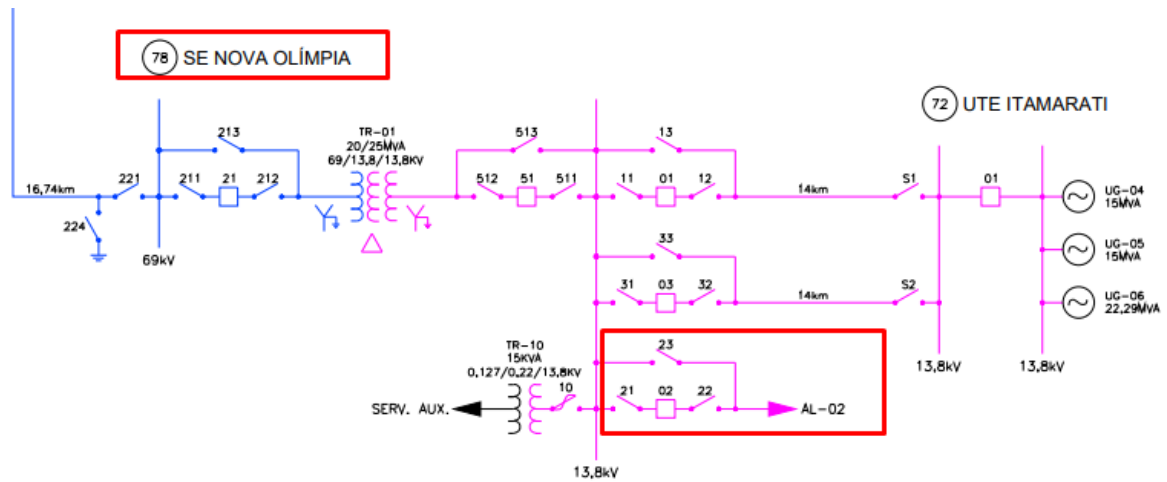 78 SE NOVA OLÍMPIA
72 UTE ITAMARATI
213
TR-01
20/25MVA
69/13,8/13,8KV
513
13
16,74km
221
211
21
212
512
51
511
11
01
12
14km
S1
01
UG-04
15MVA
224
69kV
33
UG-05
15MVA
31
03
32
14km
S2
UG-06
22,29MVA
TR-10
15KVA
0,127/0,22/13,8KV
10
23
13,8kV
13,8kV
SERV. AUX.
21
02
22
AL-02
13,8kV